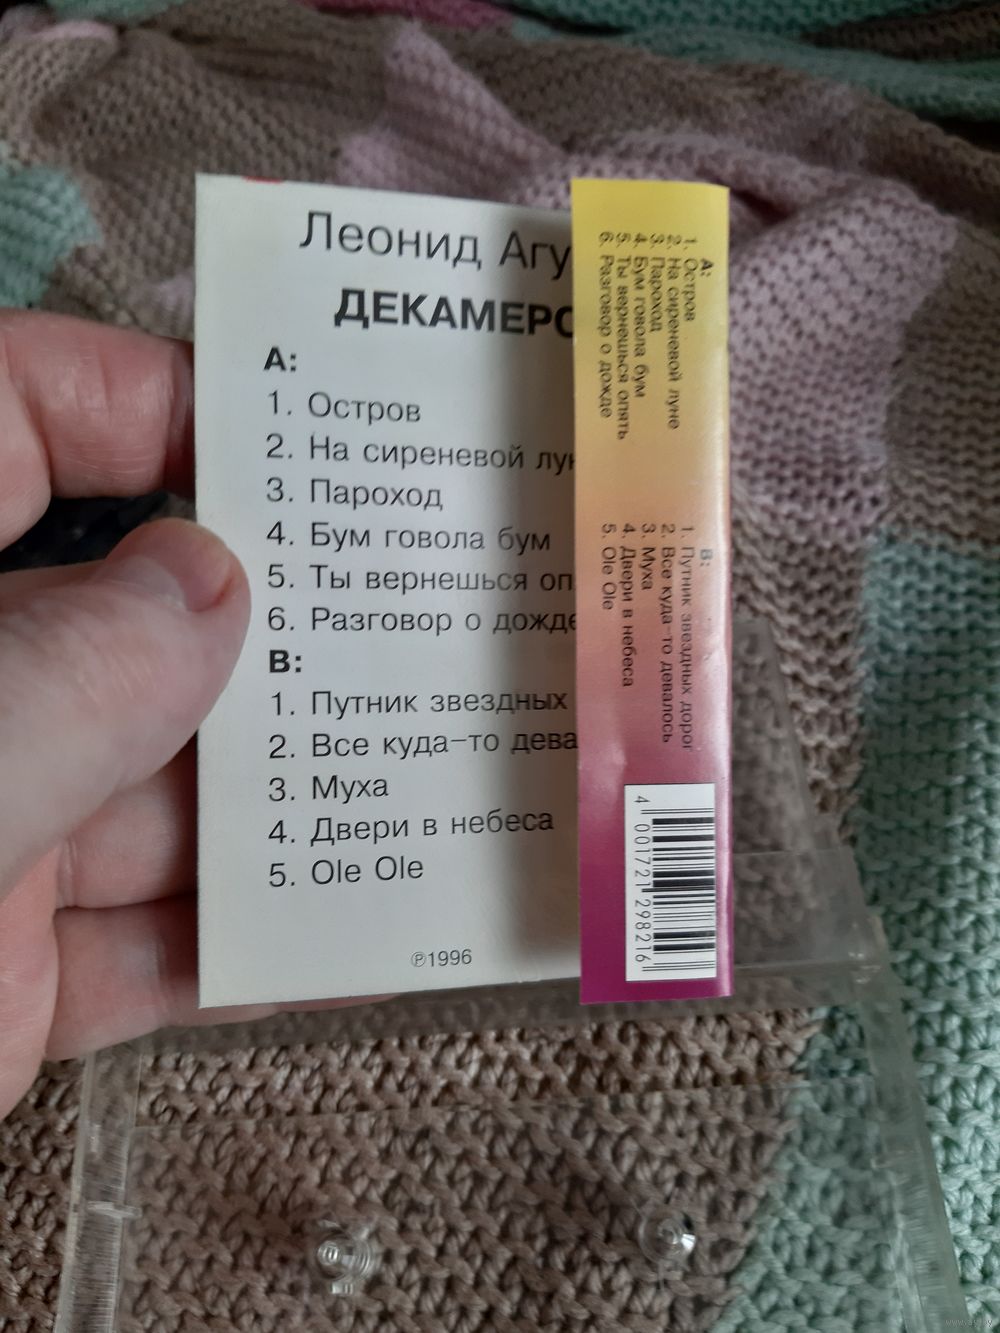 Леонид Агу
ДЕКАМЕРО
А:
1. Остров
2. На сиреневой лун
3. Пароход
4. Бум говола бум
5. Ты вернешься оп
6. Разговор о дожде
В:
1. Путник звездных
2. Все куда-то дева
3. Муха
4. Двери в небеса
5. Ole Ole
℗1996
А:
1. Остров
2. На сиреневой луне
3. Пароход
4. Бум говола бум
5. Ты вернешься опять
6. Разговор о дожде
В:
1. Путник звездных дорог
2. Все куда-то девалось
3. Муха
4. Двери в небеса
5. Ole Ole
4 001721 298216